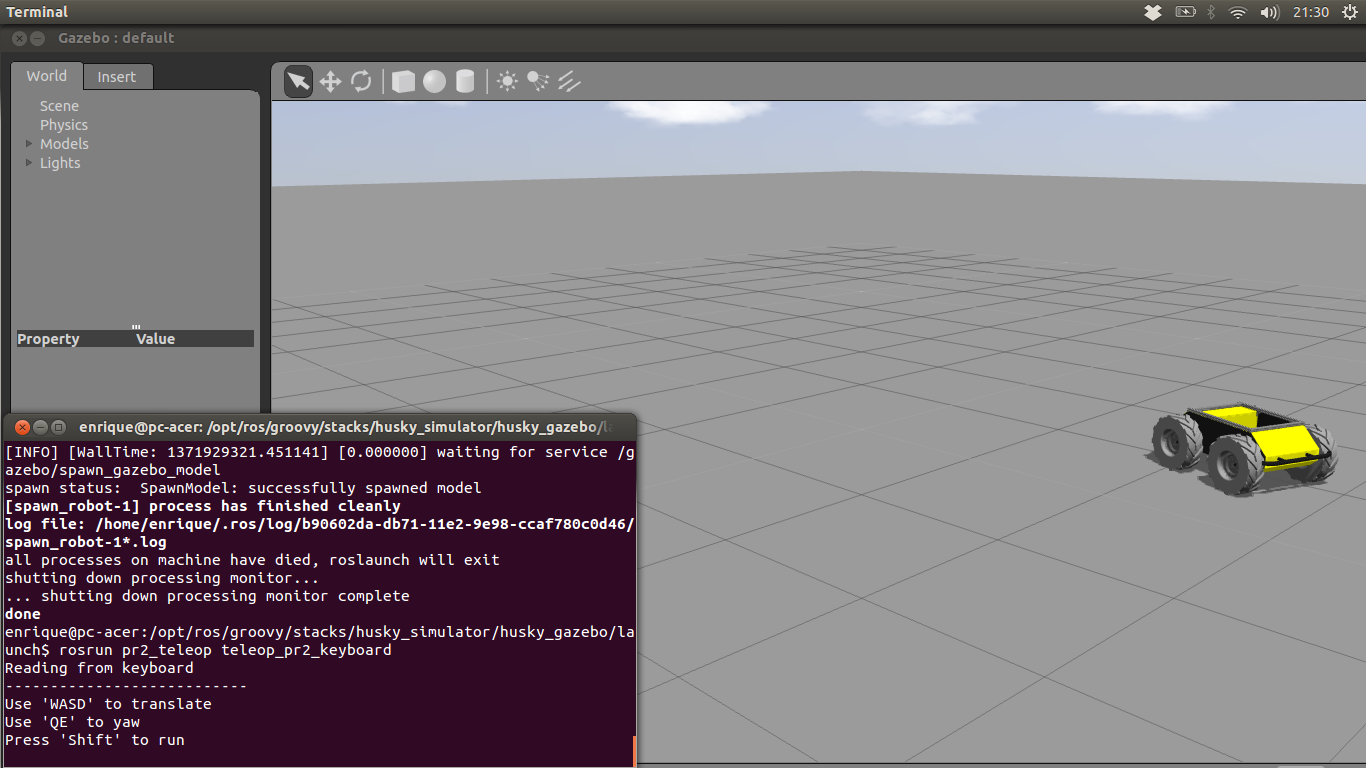 Terminal
21:30
Gazebo : default
World Insert
Scene
Physics
Models
Lights
Property Value
enrique@pc-acer: /opt/ros/groovy/stacks/husky_simulator/husky_gazebo/la
[INFO] [WallTime: 1371929321.451141] [0.000000] waiting for service /g
azebo/spawn_gazebo_model
spawn status:  SpawnModel: successfully spawned model
[spawn_robot-1] process has finished cleanly
log file: /home/enrique/.ros/log/b90602da-db71-11e2-9e98-ccaf780c0d46/
spawn_robot-1*.log
all processes on machine have died, roslaunch will exit
shutting down processing monitor...
... shutting down processing monitor complete
done
enrique@pc-acer:/opt/ros/groovy/stacks/husky_simulator/husky_gazebo/la
unch$ rosrun pr2_teleop teleop_pr2_keyboard
Reading from keyboard
---------------------------
Use 'WASD' to translate
Use 'QE' to yaw
Press 'Shift' to run